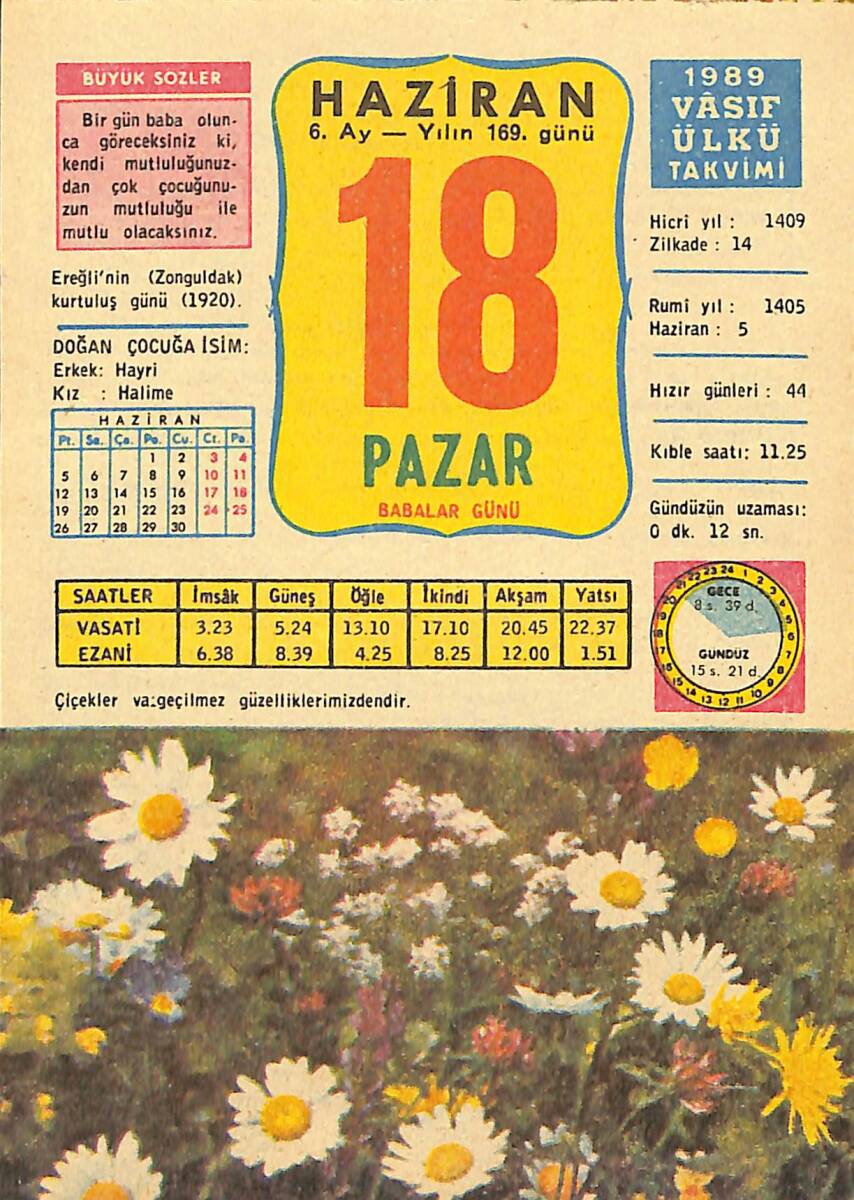 BÜYÜK SÖZLER
Bir gün baba olun-
ca göreceksiniz ki,
kendi mutluluğunuz-
dan çok çocuğunu-
zun mutluluğu ile
mutlu olacaksınız.
Ereğli'nin (Zonguldak)
kurtuluş günü (1920).
DOĞAN ÇOCUĞA İSİM:
Erkek: Hayri
Kız : Halime
HAZİRAN
Pt. Sa. Ça. Pe. Cu. Ct. Pa.
1 2 3 4
5 6 7 8 9 10 11
12 13 14 15 16 17 18
19 20 21 22 23 24 25
26 27 28 29 30
HAZİRAN
6. Ay — Yılın 169. günü
18
PAZAR
BABALAR GÜNÜ
1989
VÂSIF
ÜLKÜ
TAKVİMİ
Hicrî yıl : 1409
Zilkade : 14
Rumî yıl : 1405
Haziran : 5
Hızır günleri : 44
Kıble saati: 11.25
Gündüzün uzaması:
0 dk. 12 sn.
SAATLER İmsâk Güneş Öğle İkindi Akşam Yatsı
VASATİ 3.23 5.24 13.10 17.10 20.45 22.37
EZANİ 6.38 8.39 4.25 8.25 12.00 1.51
GECE
8 s. 39 d.
GÜNDÜZ
15 s. 21 d.
Çiçekler vazgeçilmez güzelliklerimizdendir.